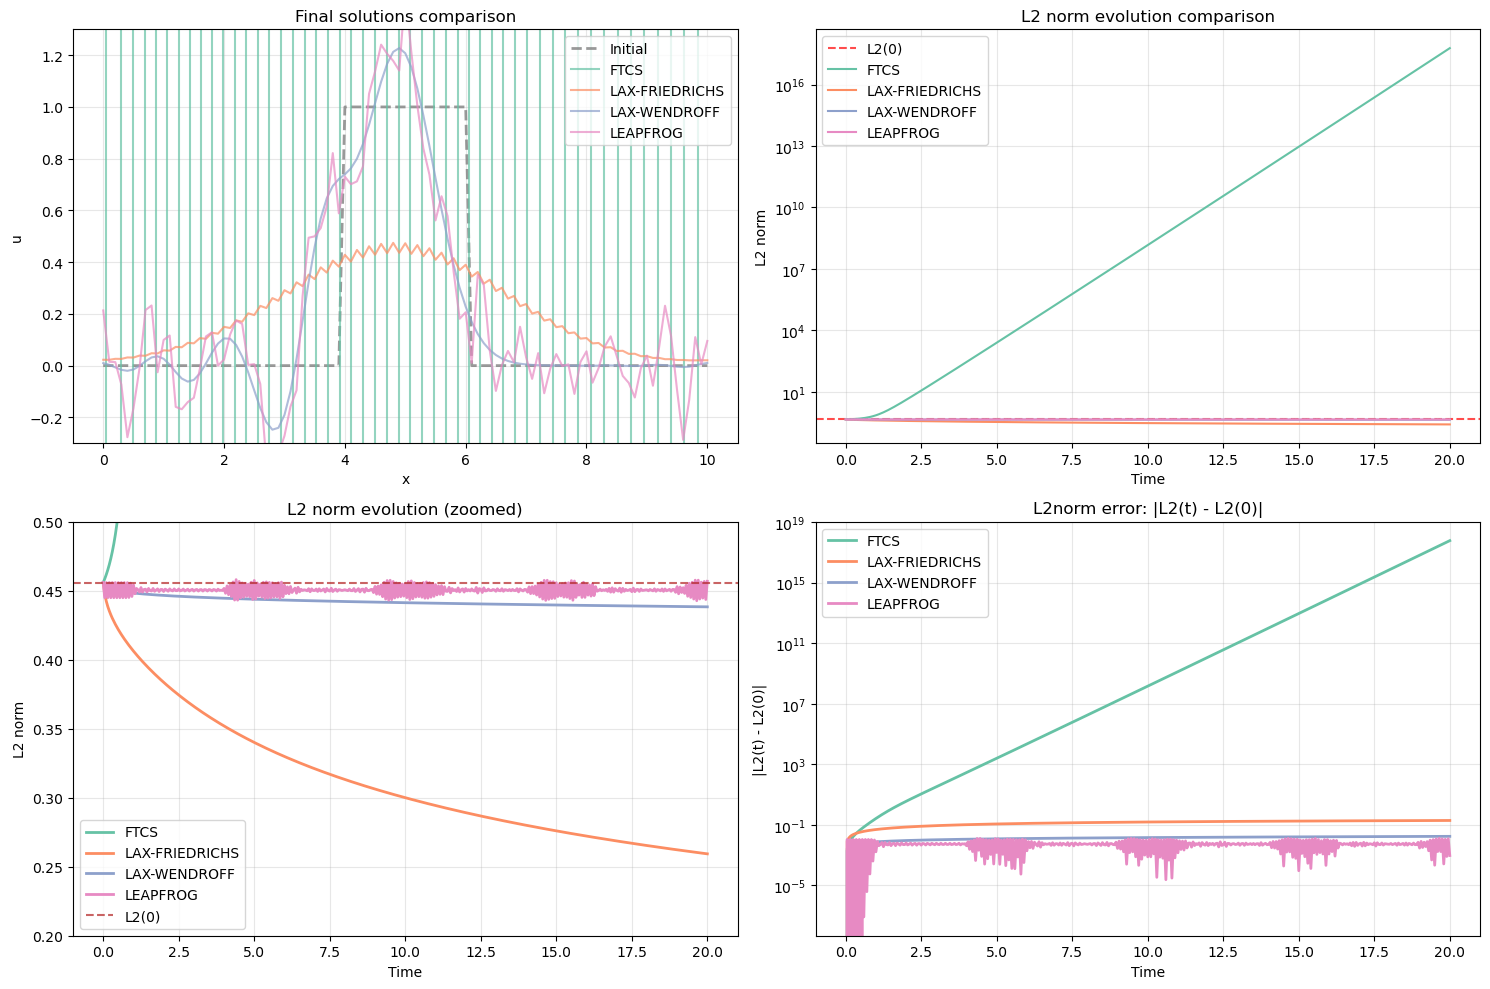 Final solutions comparison
1.2
1.0
0.8
0.6
0.4
0.2
0.0
−0.2
u
0
2
4
6
8
10
x
Initial
FTCS
LAX-FRIEDRICHS
LAX-WENDROFF
LEAPFROG
L2 norm evolution comparison
10^16
10^13
10^10
10^7
10^4
10^1
L2 norm
0.0
2.5
5.0
7.5
10.0
12.5
15.0
17.5
20.0
Time
L2(0)
FTCS
LAX-FRIEDRICHS
LAX-WENDROFF
LEAPFROG
L2 norm evolution (zoomed)
0.50
0.45
0.40
0.35
0.30
0.25
0.20
L2 norm
0.0
2.5
5.0
7.5
10.0
12.5
15.0
17.5
20.0
Time
FTCS
LAX-FRIEDRICHS
LAX-WENDROFF
LEAPFROG
L2(0)
L2norm error: |L2(t) - L2(0)|
10^19
10^15
10^11
10^7
10^3
10^−1
10^−5
|L2(t) - L2(0)|
0.0
2.5
5.0
7.5
10.0
12.5
15.0
17.5
20.0
Time
FTCS
LAX-FRIEDRICHS
LAX-WENDROFF
LEAPFROG